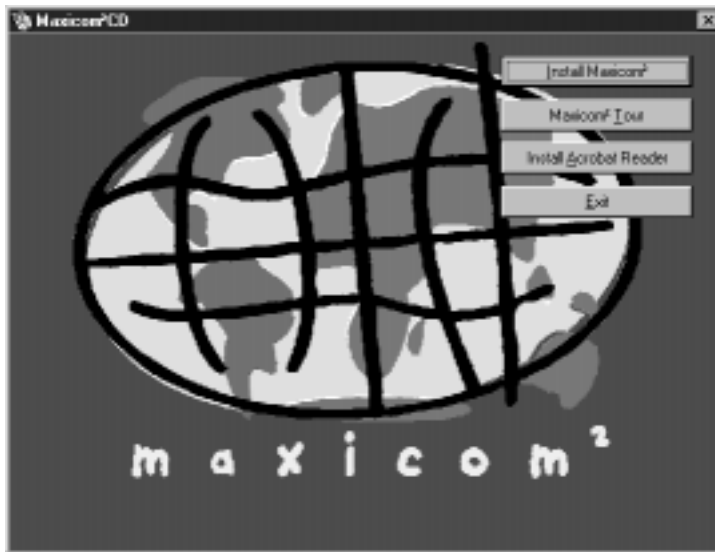 Maxicom²CD
Install Maxicom²
Maxicom² Tour
Install Acrobat Reader
Exit
maxicom²